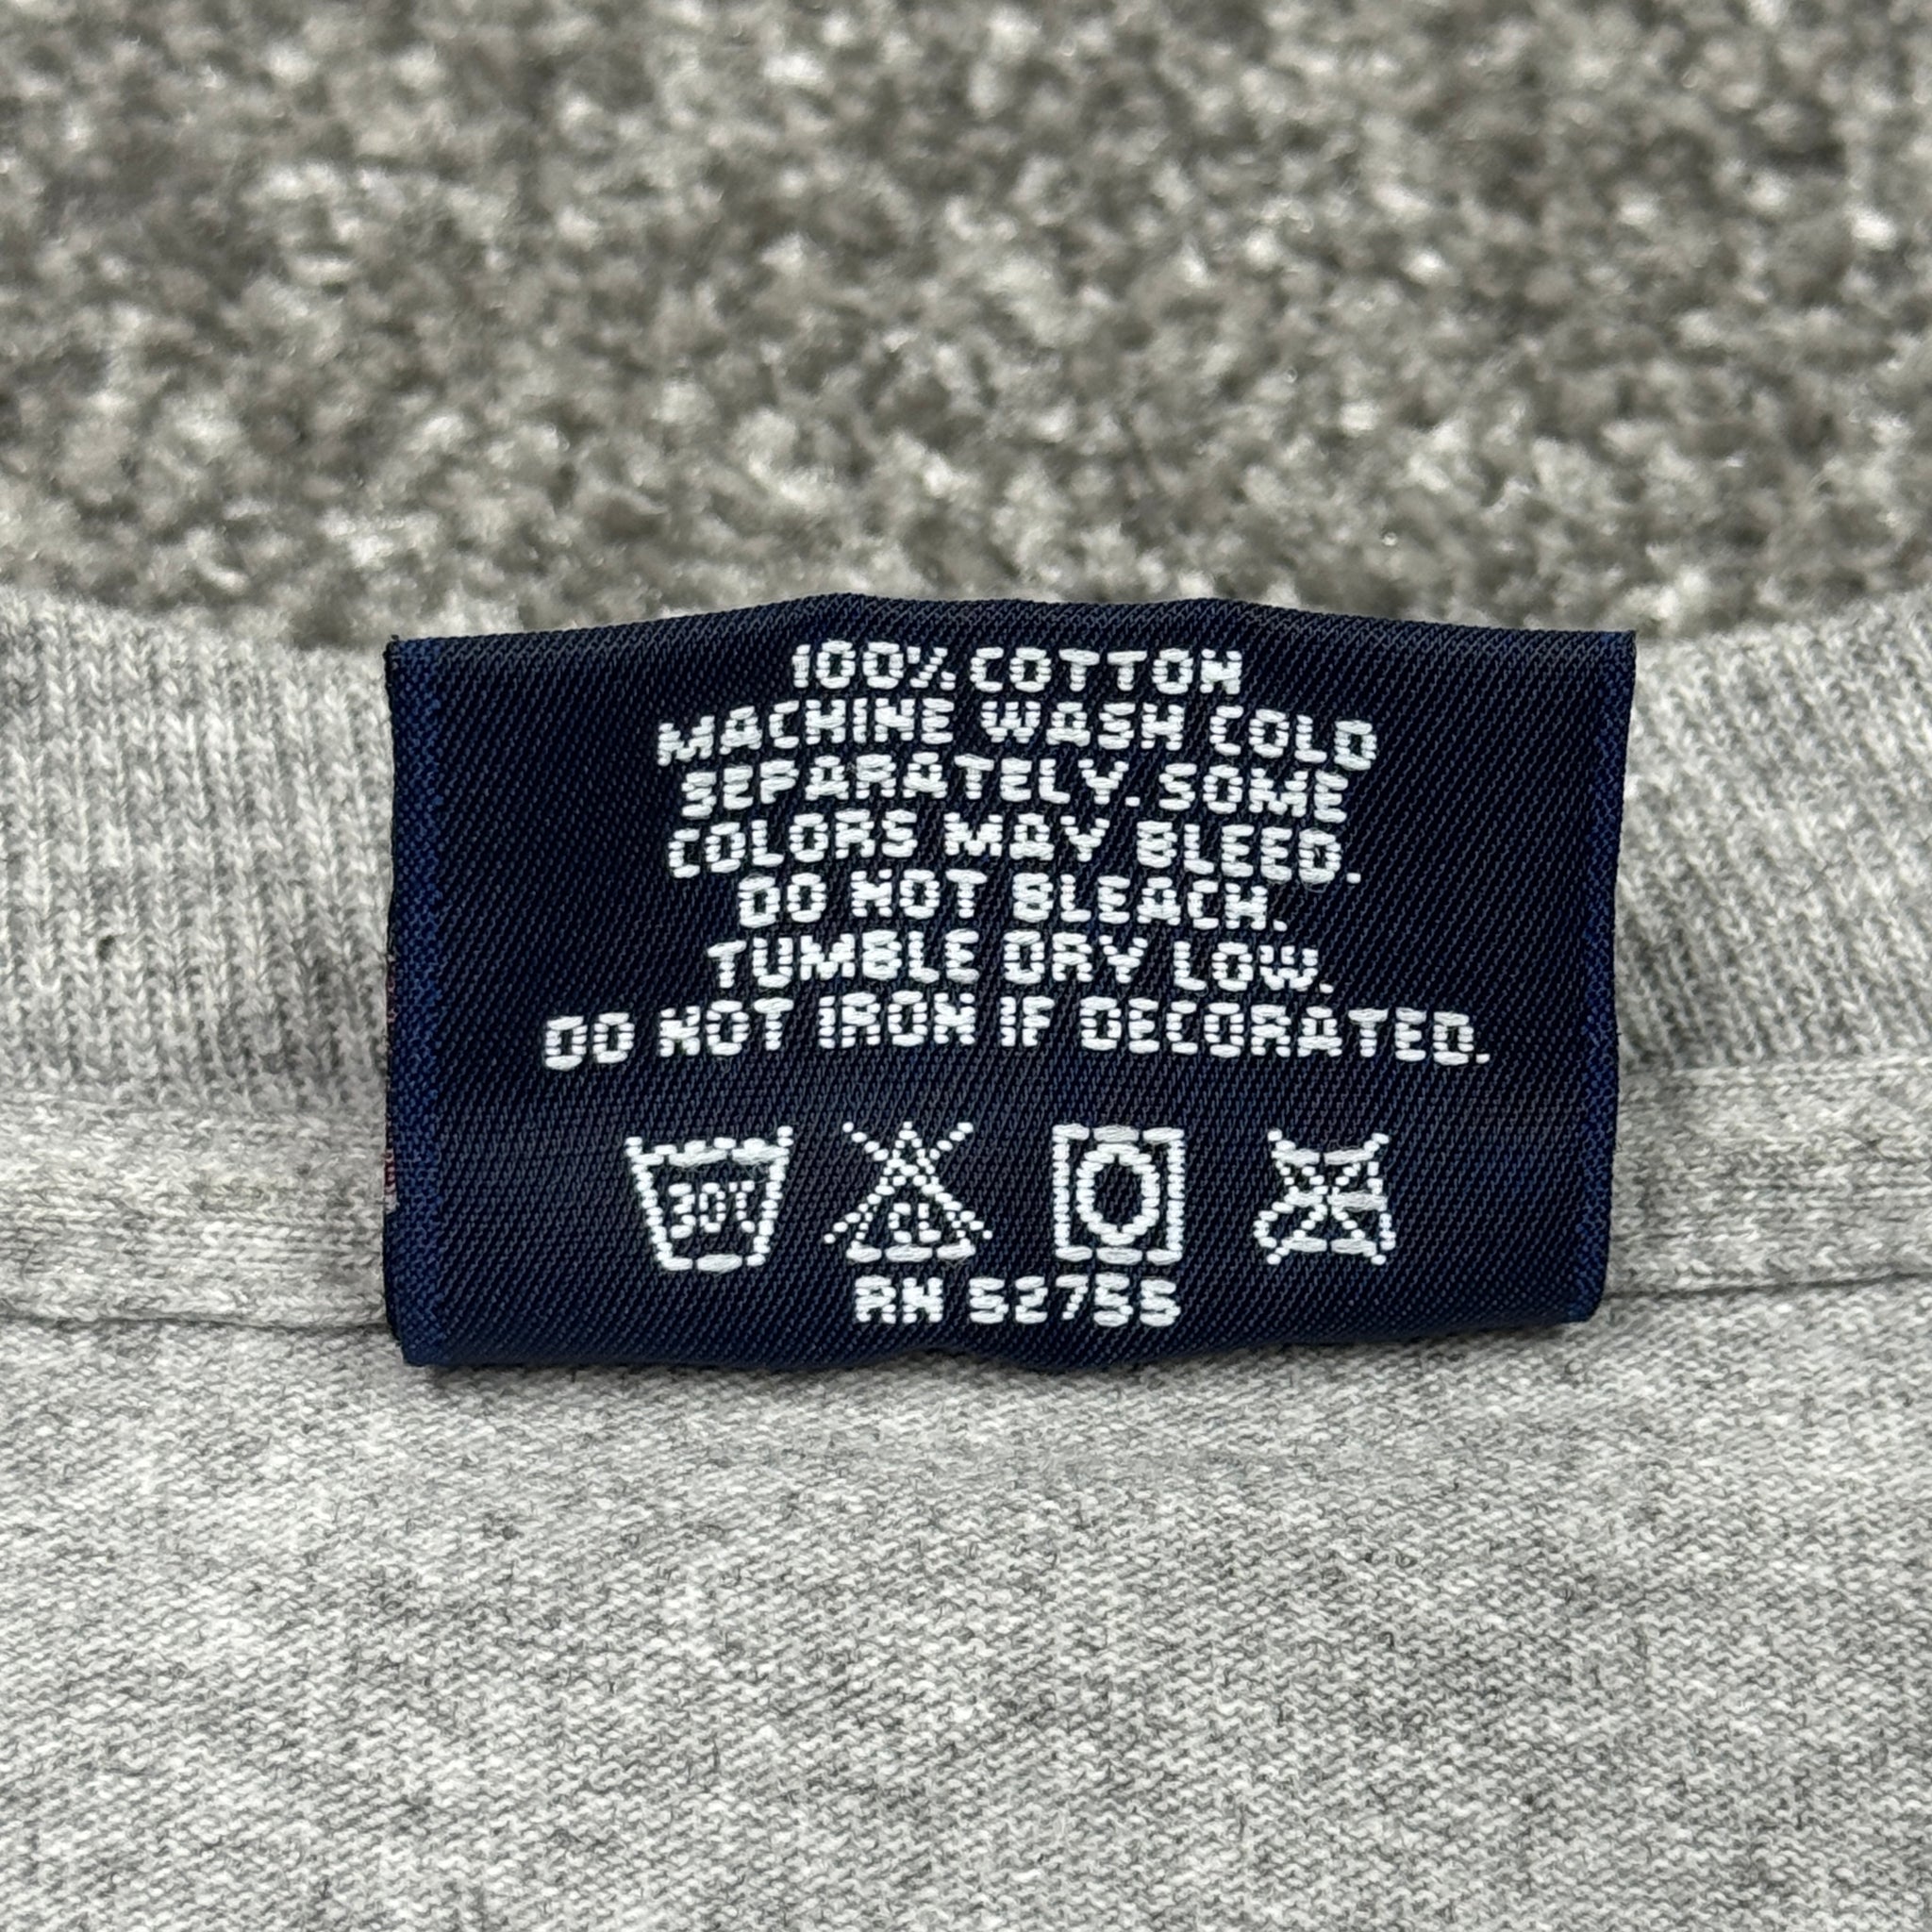 100% COTTON
MACHINE WASH COLD
SEPARATELY. SOME
COLORS MAY BLEED.
DO NOT BLEACH.
TUMBLE DRY LOW.
DO NOT IRON IF DECORATED.
30℃ CL
RN 52755